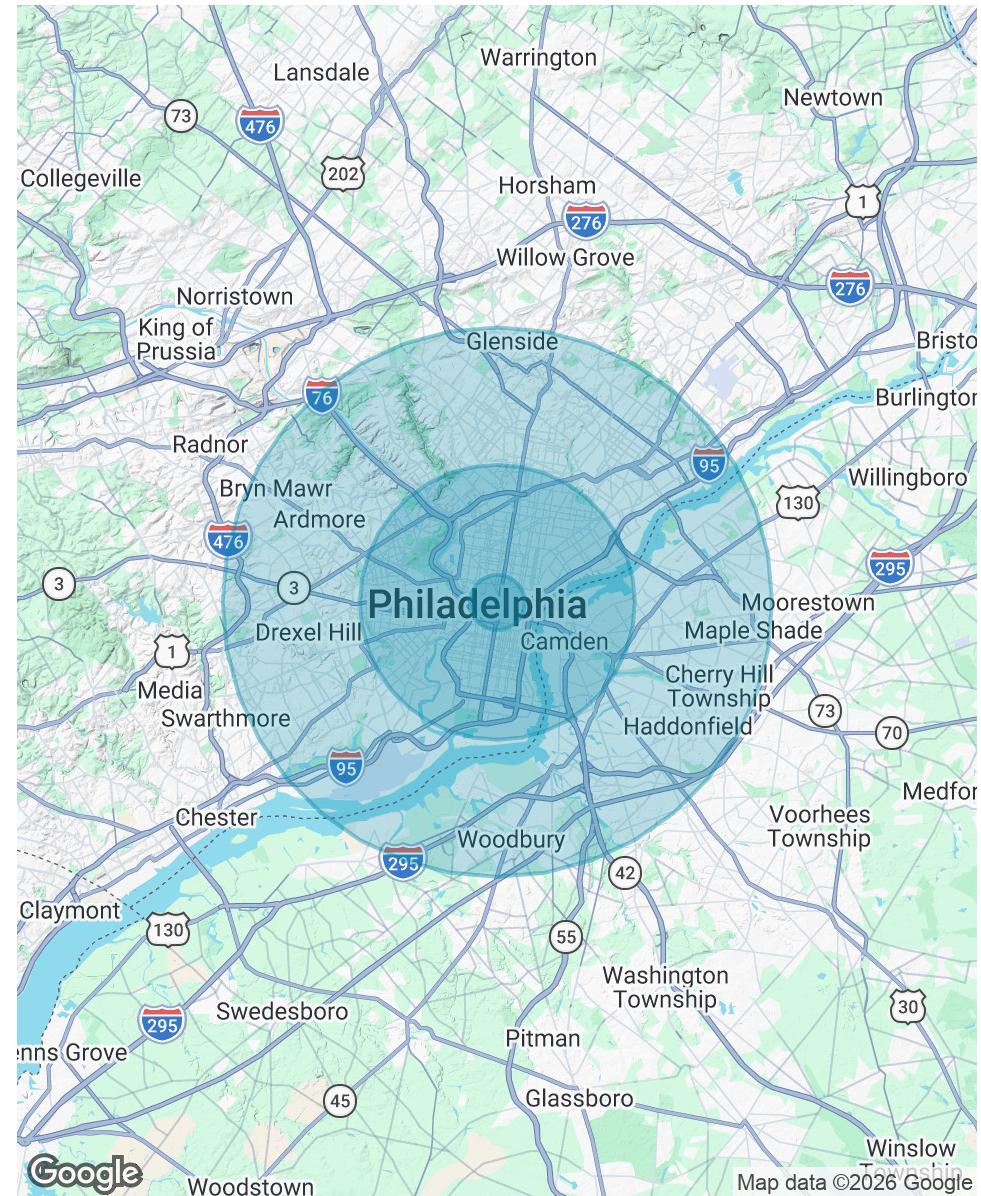 Warrington
Lansdale
Newtown
73
476
202
Collegeville
Horsham
1
276
Willow Grove
276
Norristown
King of
Prussia
Glenside
Bristo
76
Burlington
Radnor
95
Willingboro
Bryn Mawr
130
Ardmore
476
295
3
3
Philadelphia
Moorestown
Drexel Hill
Maple Shade
Camden
1
Cherry Hill
Township
Media
Swarthmore
Haddonfield
73
70
95
Medfor
Chester
Voorhees
Township
Woodbury
295
42
Claymont
130
55
Washington
Township
30
Swedesboro
295
Pitman
enns Grove
Glassboro
45
Winslow
Township
Google
Woodstown
Map data ©2026 Google